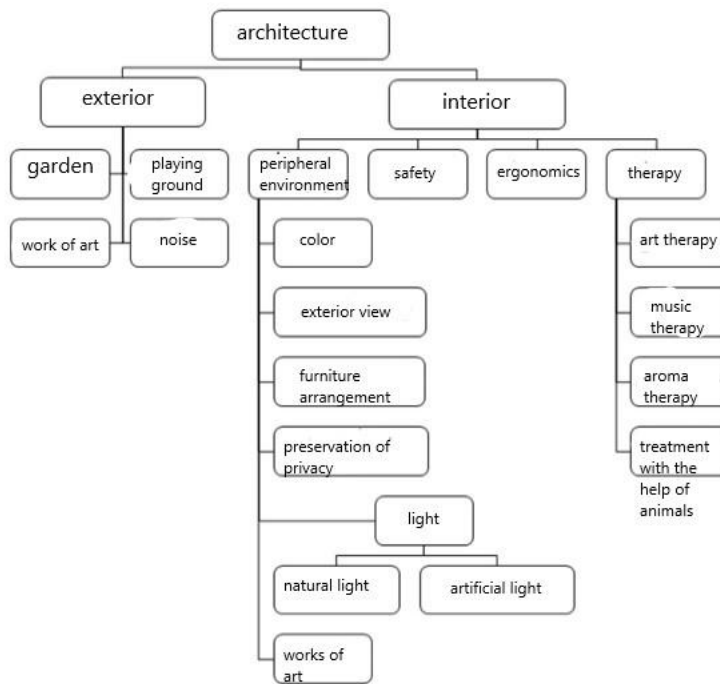 architecture
exterior
interior
garden
playing
ground
peripheral
environment
safety
ergonomics
therapy
work of art
noise
color
art therapy
exterior view
music
therapy
furniture
arrangement
aroma
therapy
preservation of
privacy
treatment
with the
help of
animals
light
natural light
artificial light
works of
art